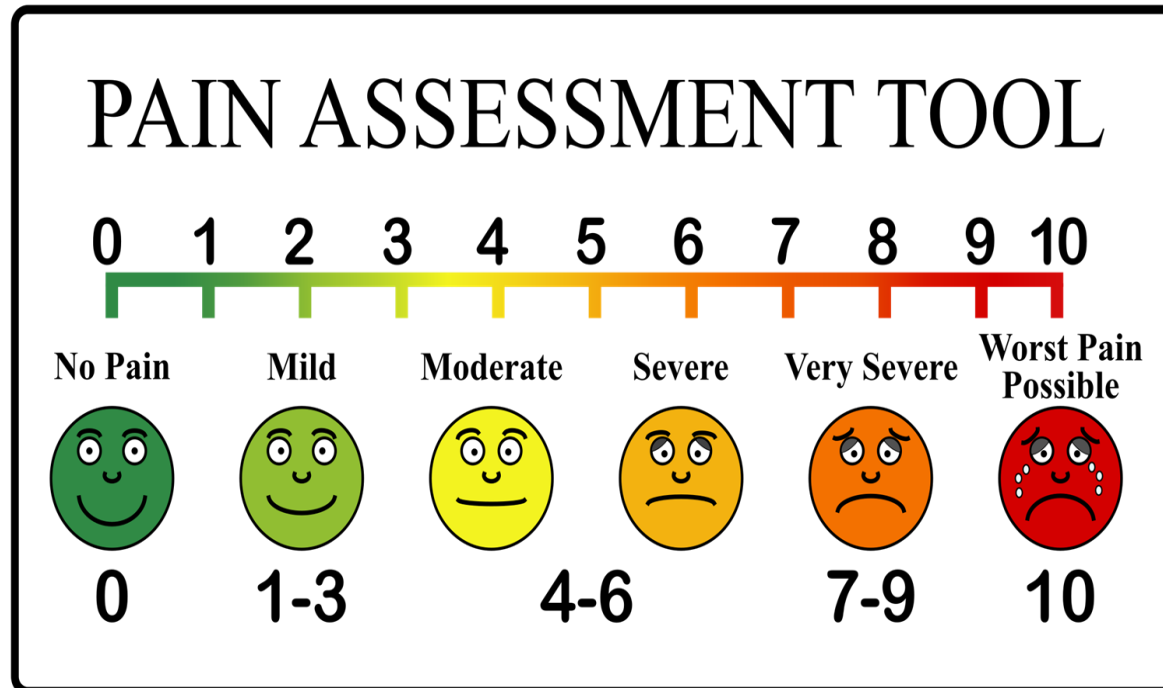 PAIN ASSESSMENT TOOL
0 1 2 3 4 5 6 7 8 9 10
No Pain Mild Moderate Severe Very Severe Worst Pain Possible
0 1-3 4-6 7-9 10